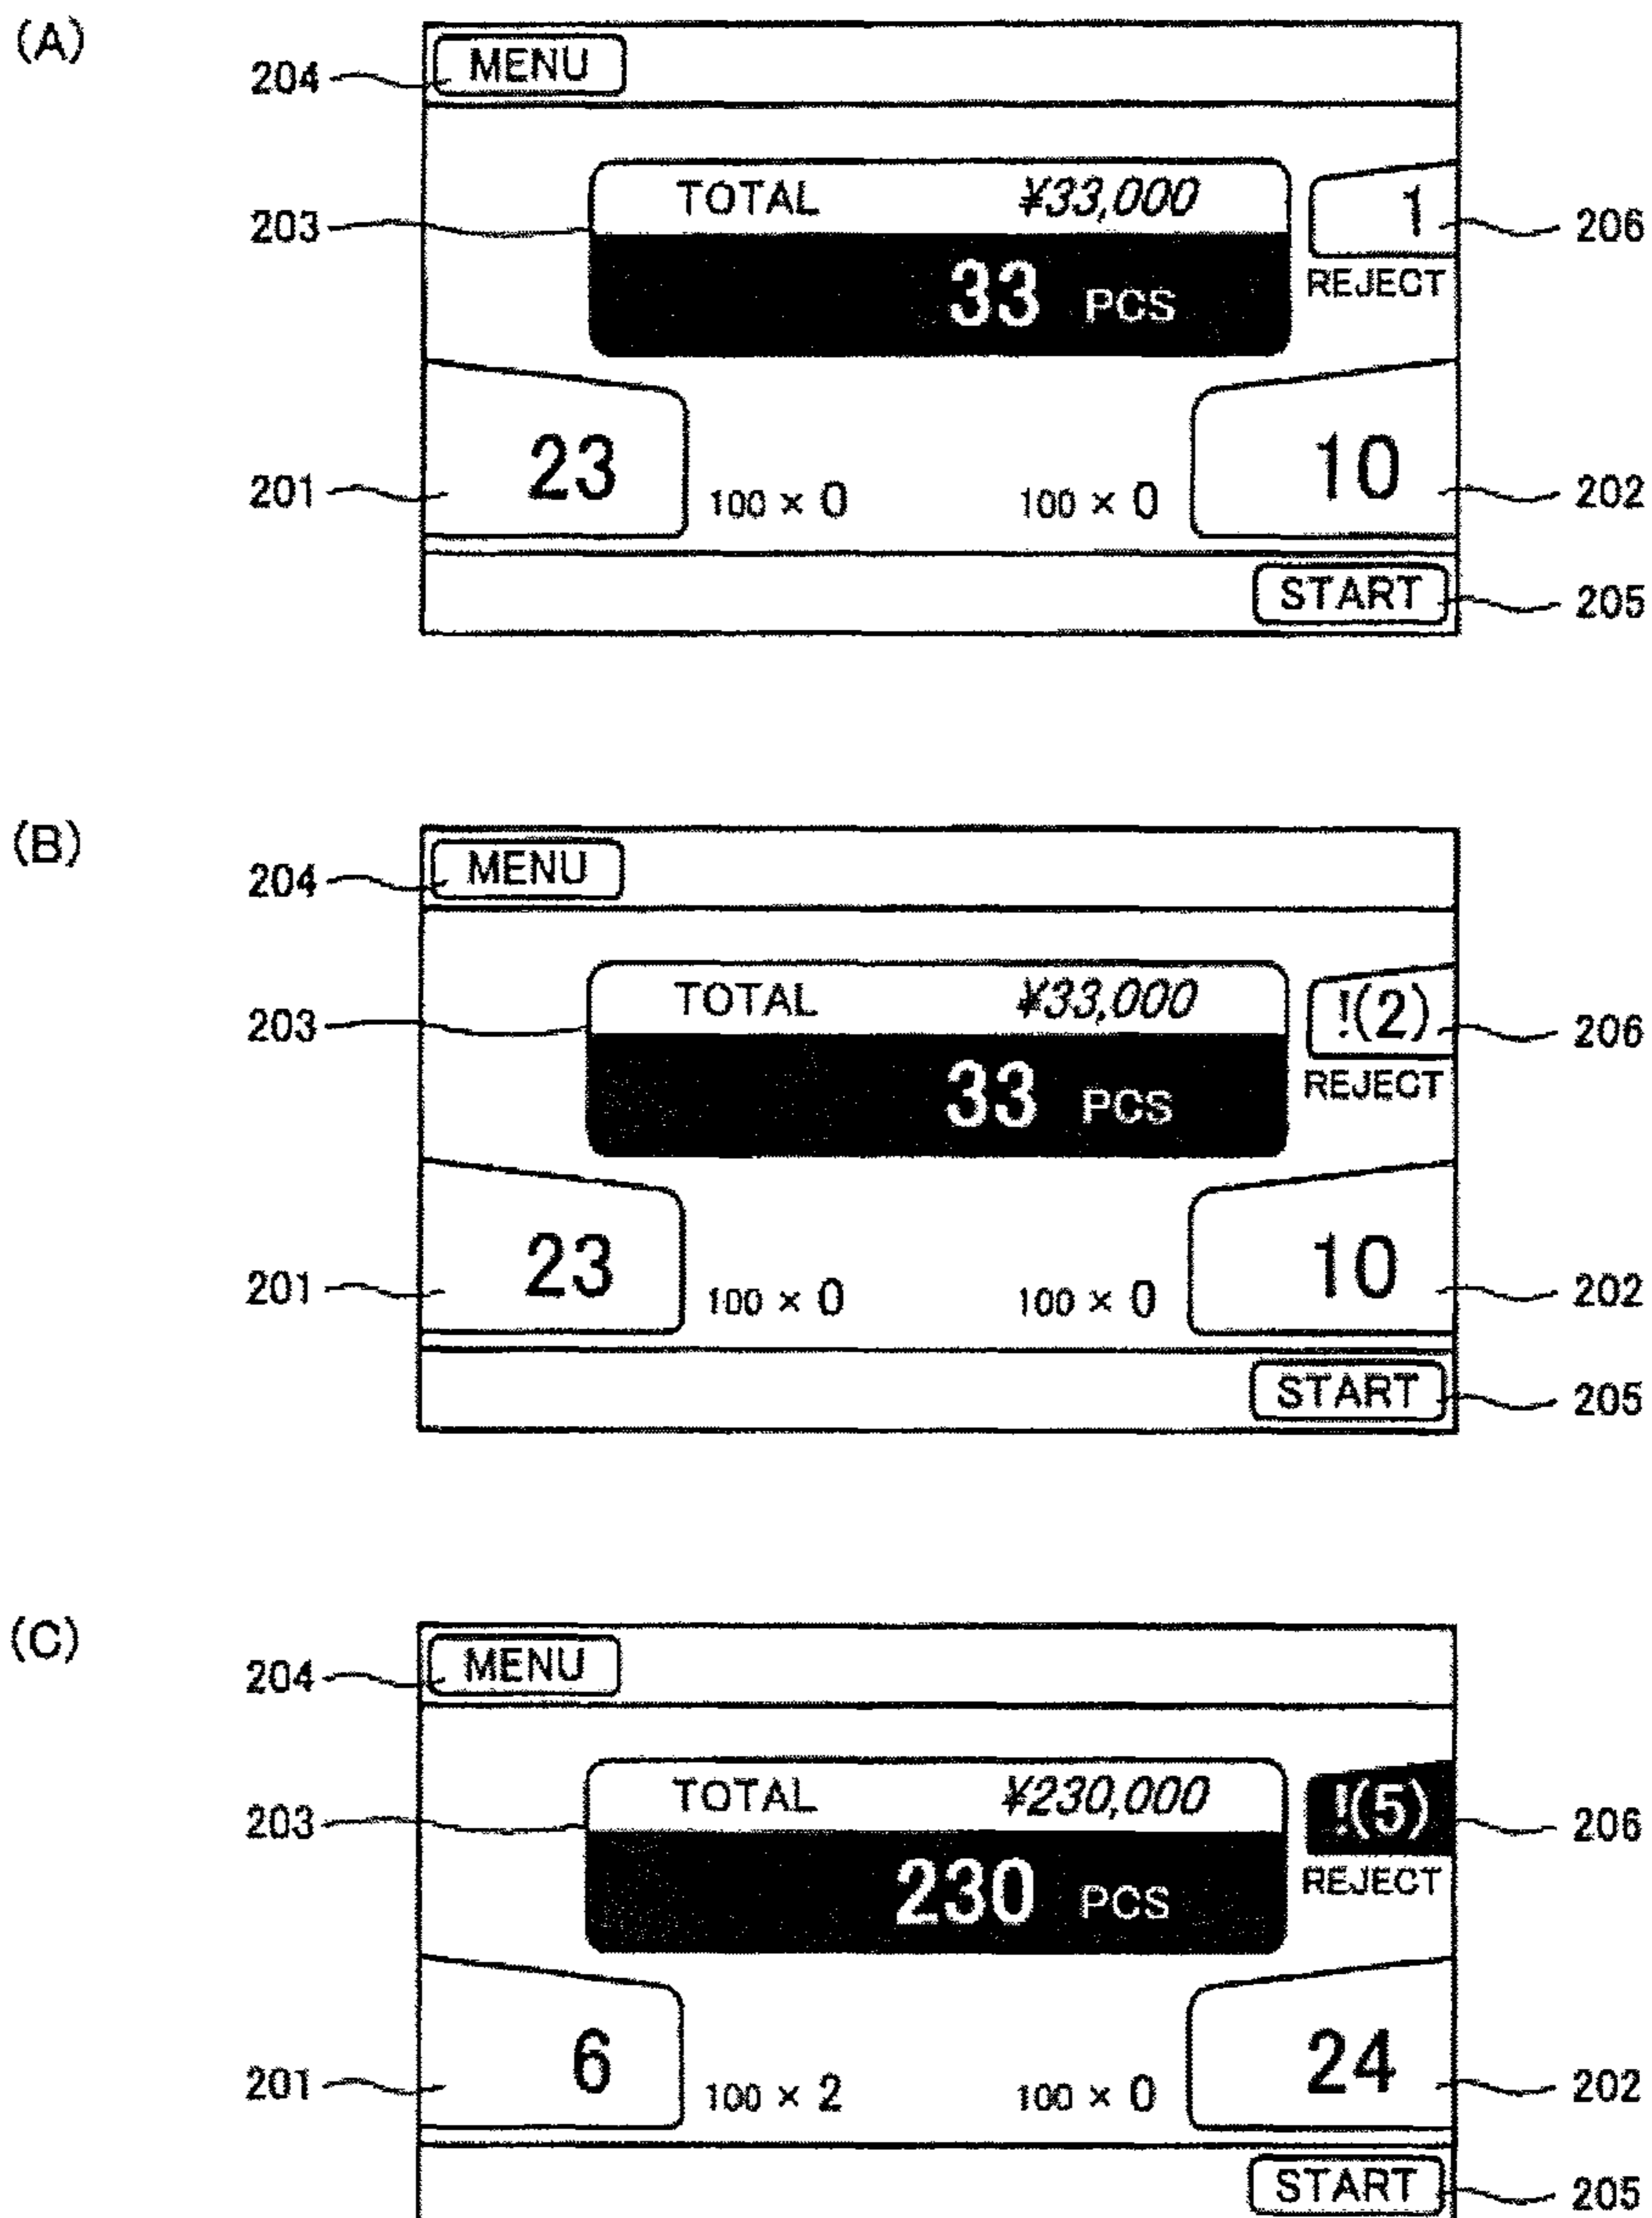 (A)
204 MENU
TOTAL ¥33,000
203
1
206
33 PCS
REJECT
23
10
201
100 × 0
100 × 0
202
START
205
(B)
204 MENU
TOTAL ¥33,000
203
!(2)
206
33 PCS
REJECT
23
10
201
100 × 0
100 × 0
202
START
205
(C)
204 MENU
TOTAL ¥230,000
203
!(5)
206
230 PCS
REJECT
6
24
201
100 × 2
100 × 0
202
START
205